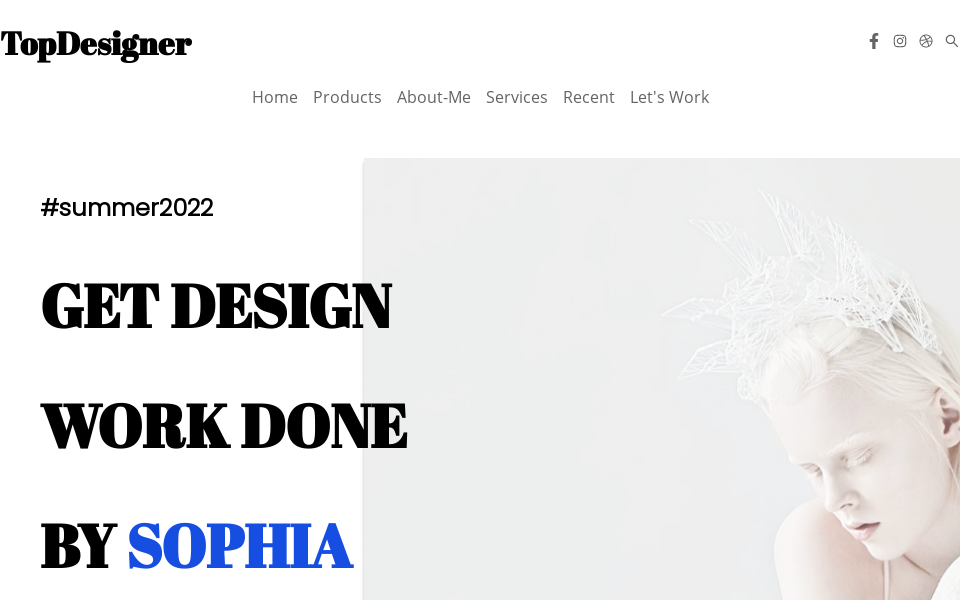 TopDesigner
Home Products About-Me Services Recent Let's Work
#summer2022
GET DESIGN
WORK DONE
BY SOPHIA